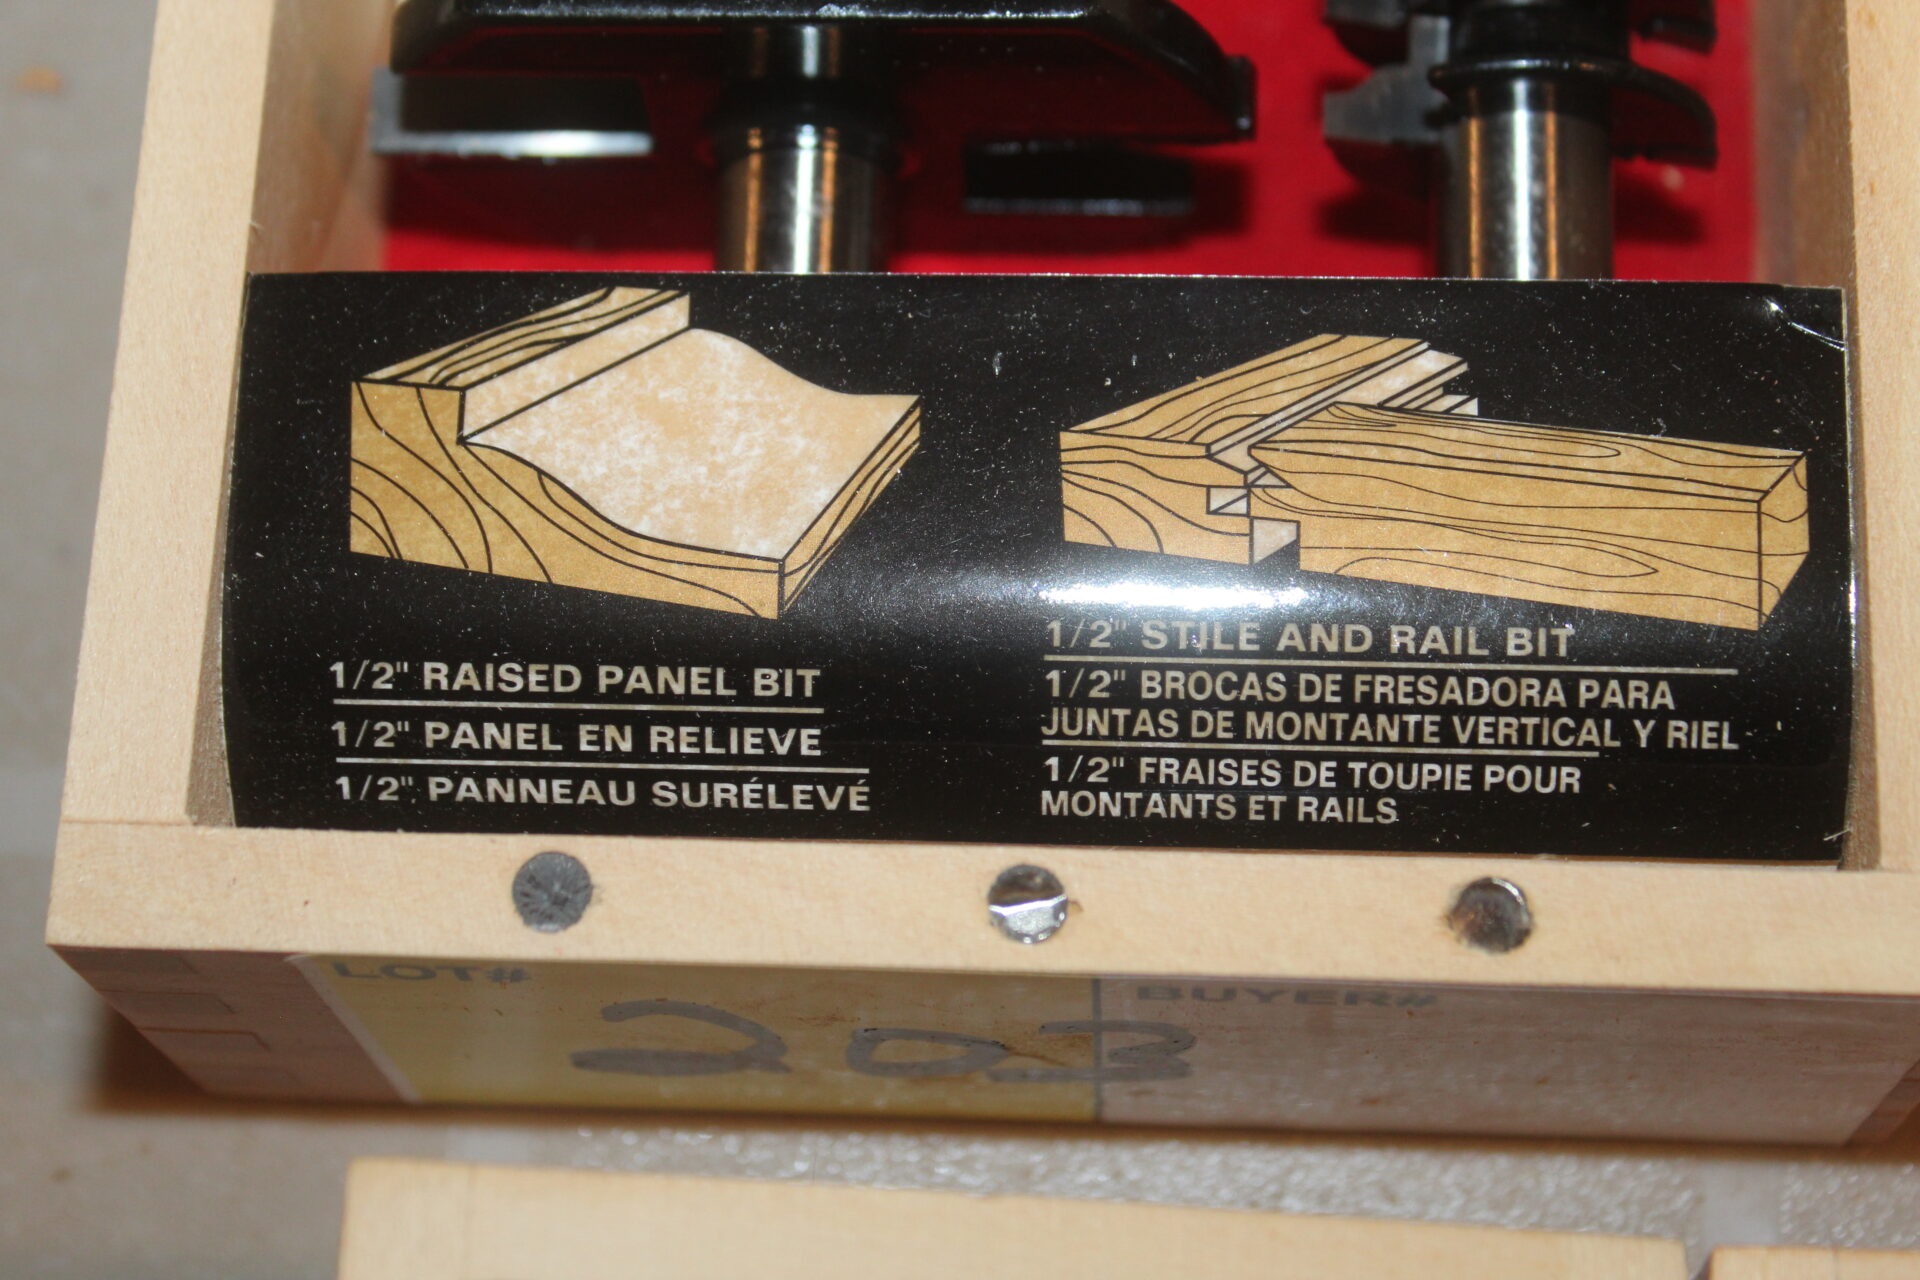 1/2" RAISED PANEL BIT
1/2" PANEL EN RELIEVE
1/2" PANNEAU SURÉLEVÉ
1/2" STILE AND RAIL BIT
1/2" BROCAS DE FRESADORA PARA
JUNTAS DE MONTANTE VERTICAL Y RIEL
1/2" FRAISES DE TOUPIE POUR
MONTANTS ET RAILS
LOT#
203
BUYER#